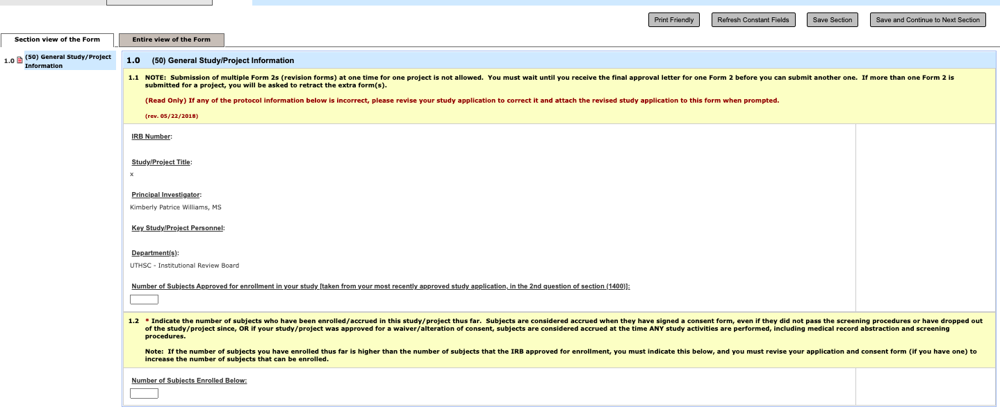 Print Friendly
Refresh Constant Fields
Save Section
Save and Continue to Next Section
Section view of the Form
Entire view of the Form
1.0 (50) General Study/Project
Information
1.0 (50) General Study/Project Information
1.1 NOTE: Submission of multiple Form 2s (revision forms) at one time for one project is not allowed. You must wait until you receive the final approval letter for one Form 2 before you can submit another one. If more than one Form 2 is
submitted for a project, you will be asked to retract the extra form(s).
(Read Only) If any of the protocol information below is incorrect, please revise your study application to correct it and attach the revised study application to this form when prompted.
(rev. 05/22/2018)
IRB Number:
Study/Project Title:
x
Principal Investigator:
Kimberly Patrice Williams, MS
Key Study/Project Personnel:
Department(s):
UTHSC - Institutional Review Board
Number of Subjects Approved for enrollment in your study [taken from your most recently approved study application, in the 2nd question of section (1400)]:
1.2 * Indicate the number of subjects who have been enrolled/accrued in this study/project thus far. Subjects are considered accrued when they have signed a consent form, even if they did not pass the screening procedures or have dropped out
of the study/project since, OR if your study/project was approved for a waiver/alteration of consent, subjects are considered accrued at the time ANY study activities are performed, including medical record abstraction and screening
procedures.
Note: If the number of subjects you have enrolled thus far is higher than the number of subjects that the IRB approved for enrollment, you must indicate this below, and you must revise your application and consent form (if you have one) to
increase the number of subjects that can be enrolled.
Number of Subjects Enrolled Below: